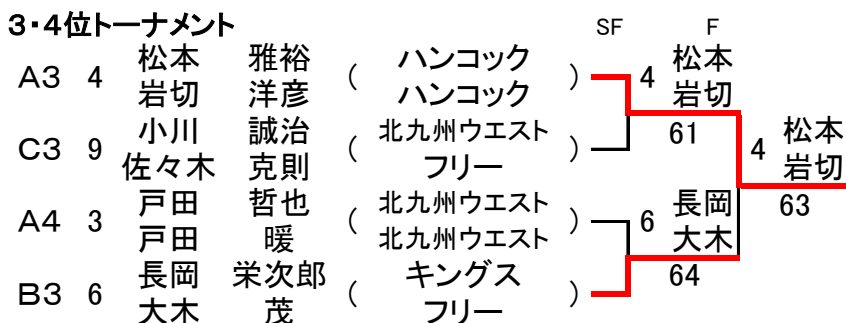 3・4位トーナメント SF F
松本 雅裕 ハンコック 松本
A3 4 ( ) 4
岩切 洋彦 ハンコック 岩切
小川 誠治 北九州ウエスト 61 松本
C3 9 ( ) 4
佐々木 克則 フリー 岩切
戸田 哲也 北九州ウエスト 長岡 63
A4 3 ( ) 6
戸田 暖 北九州ウエスト 大木
長岡 栄次郎 キングス 64
B3 6 ( )
大木 茂 フリー